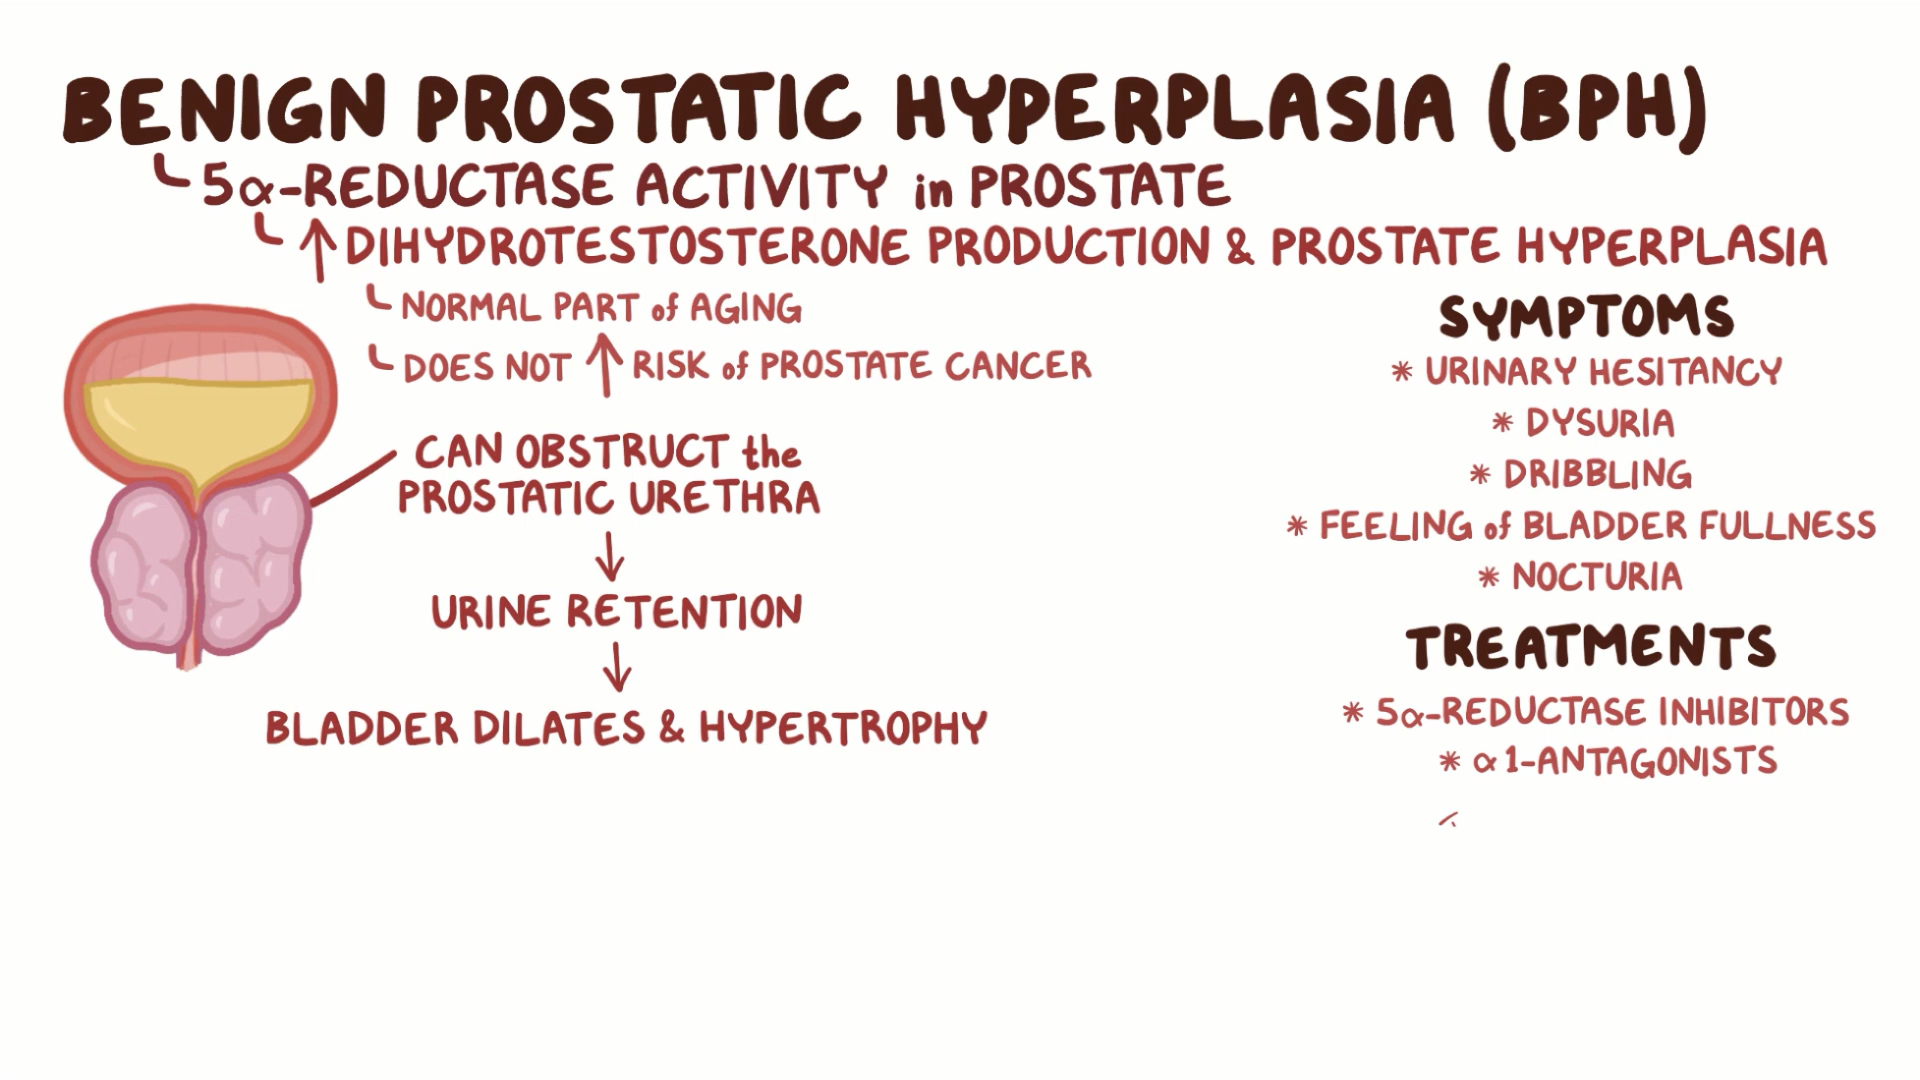 BENIGN PROSTATIC HYPERPLASIA (BPH)
5α-REDUCTASE ACTIVITY in PROSTATE
↑ DIHYDROTESTOSTERONE PRODUCTION & PROSTATE HYPERPLASIA
NORMAL PART of AGING
DOES NOT ↑ RISK of PROSTATE CANCER
CAN OBSTRUCT the
PROSTATIC URETHRA
↓
URINE RETENTION
↓
BLADDER DILATES & HYPERTROPHY
SYMPTOMS
* URINARY HESITANCY
* DYSURIA
* DRIBBLING
* FEELING of BLADDER FULLNESS
* NOCTURIA
TREATMENTS
* 5α-REDUCTASE INHIBITORS
* α1-ANTAGONISTS